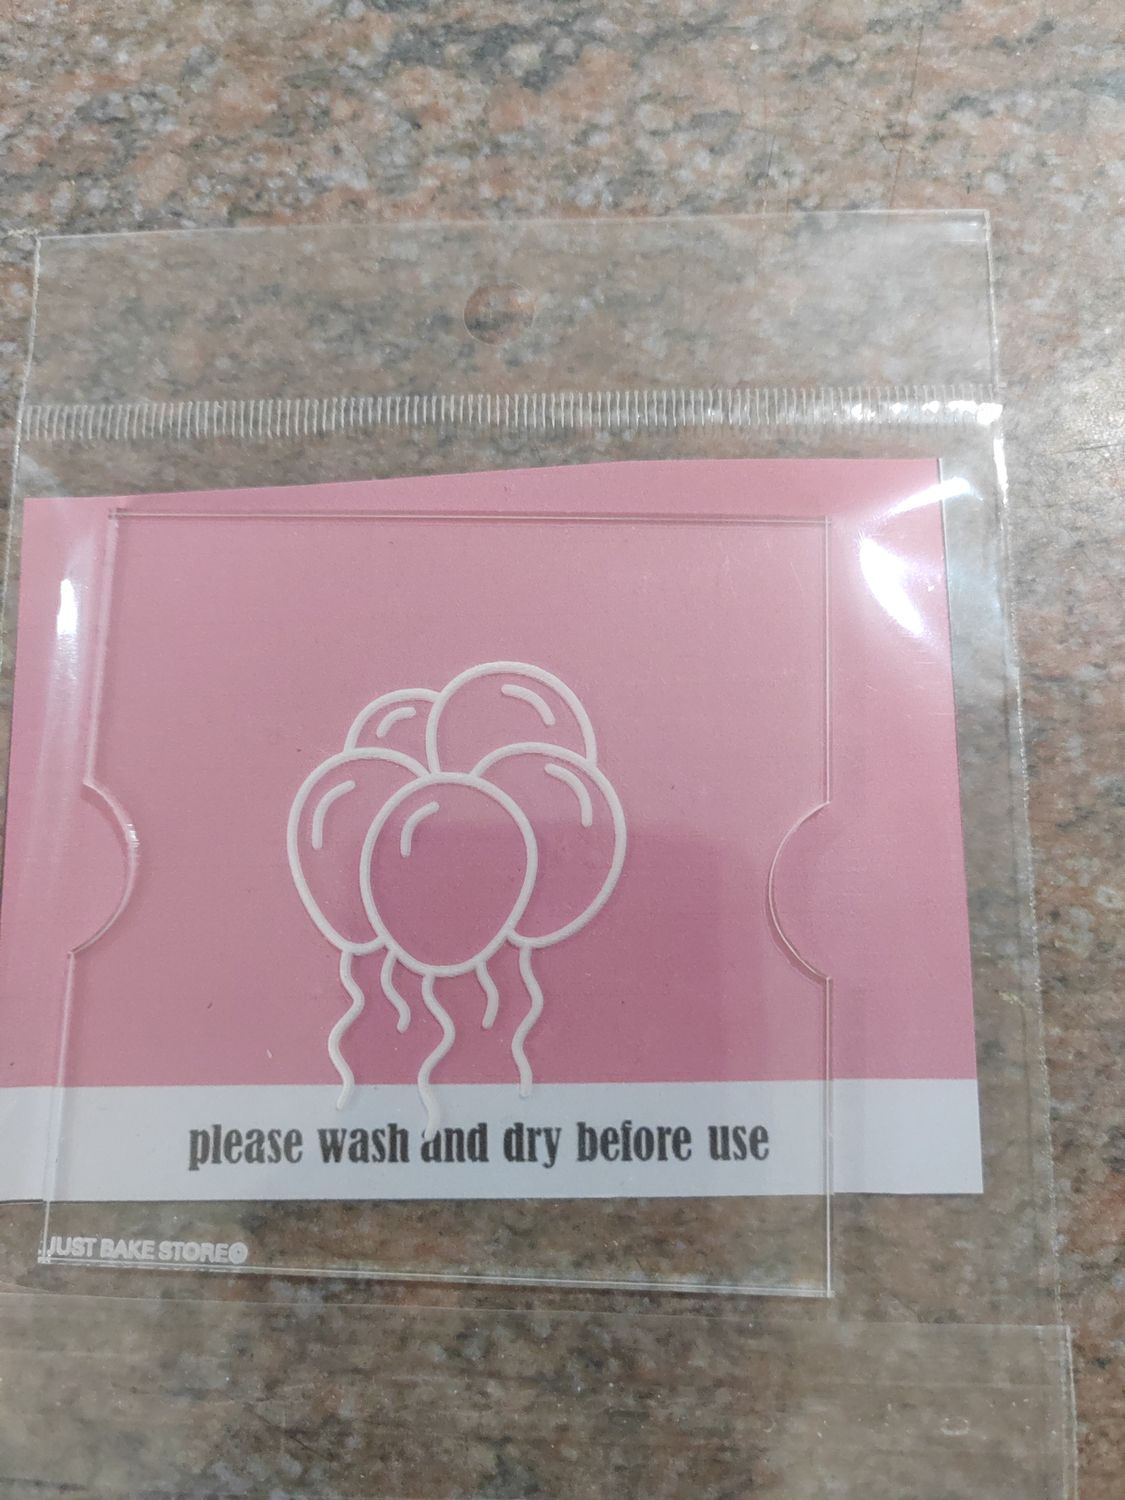 please wash and dry before use
JUST BAKE STORE©